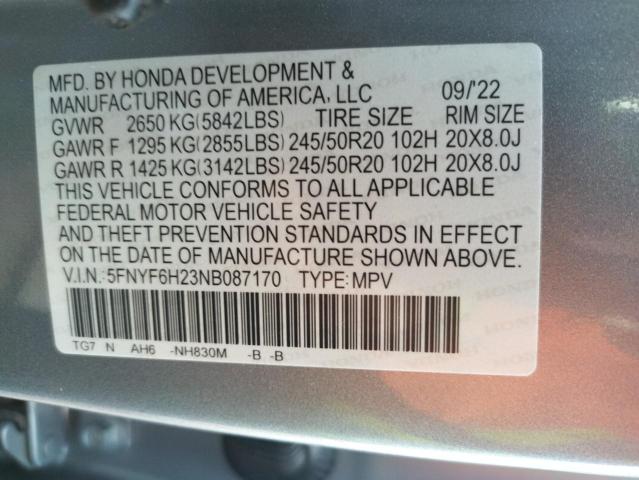 MFD. BY HONDA DEVELOPMENT &
MANUFACTURING OF AMERICA, LLC 09/'22
GVWR 2650 KG(5842LBS) TIRE SIZE RIM SIZE
GAWR F 1295 KG(2855LBS) 245/50R20 102H 20X8.0J
GAWR R 1425 KG(3142LBS) 245/50R20 102H 20X8.0J
THIS VEHICLE CONFORMS TO ALL APPLICABLE
FEDERAL MOTOR VEHICLE SAFETY
AND THEFT PREVENTION STANDARDS IN EFFECT
ON THE DATE OF MANUFACTURE SHOWN ABOVE.
V.I.N.:5FNYF6H23NB087170 TYPE:MPV
TG7 N AH6 -NH830M -B -B